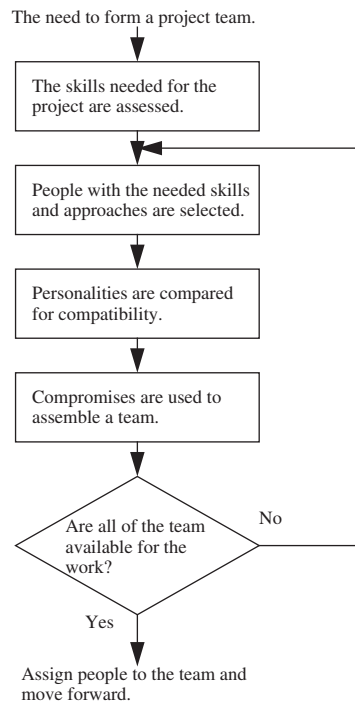 The need to form a project team.
The skills needed for the
project are assessed.
People with the needed skills
and approaches are selected.
Personalities are compared
for compatibility.
Compromises are used to
assemble a team.
Are all of the team
available for the
work?
No
Yes
Assign people to the team and
move forward.